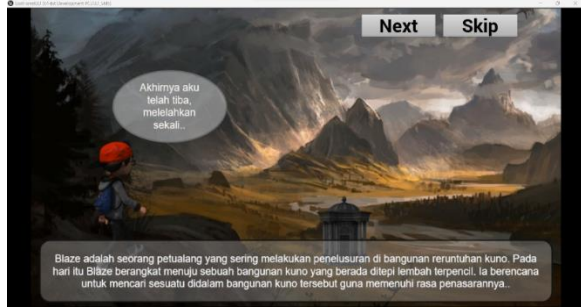 Next
Skip
Akhirnya aku
telah tiba,
melelahkan
sekali..
Blaze adalah seorang petualang yang sering melakukan penelusuran di bangunan reruntuhan kuno. Pada
hari itu Blaze berangkat menuju sebuah bangunan kuno yang berada ditepi lembah terpencil. Ia berencana
untuk mencari sesuatu didalam bangunan kuno tersebut guna memenuhi rasa penasarannya..